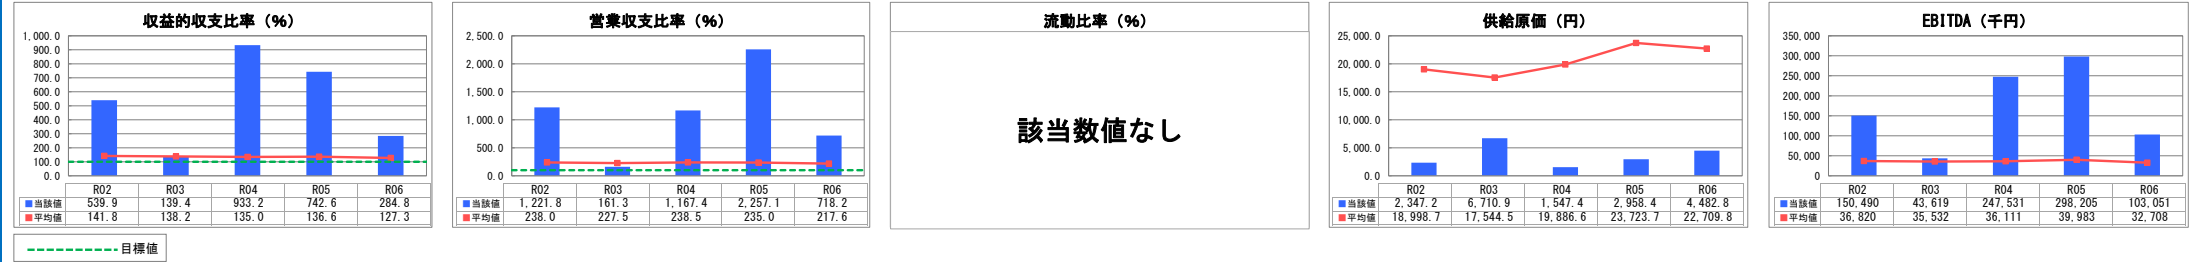 収益的収支比率(%)
1,000.0
900.0
800.0
700.0
600.0
500.0
400.0
300.0
200.0
100.0
0.0
R02 R03 R04 R05 R06
当該値 539.9 139.4 933.2 742.6 284.8
平均値 141.8 138.2 135.0 136.6 127.3
営業収支比率(%)
2,500.0
2,000.0
1,500.0
1,000.0
500.0
0.0
R02 R03 R04 R05 R06
当該値 1,221.8 161.3 1,167.4 2,257.1 718.2
平均値 238.0 227.5 238.5 235.0 217.6
流動比率(%)
該当数値なし
供給原価(円)
25,000.0
20,000.0
15,000.0
10,000.0
5,000.0
0.0
R02 R03 R04 R05 R06
当該値 2,347.2 6,710.9 1,547.4 2,958.4 4,482.8
平均値 18,998.7 17,544.5 19,886.6 23,723.7 22,709.8
EBITDA(千円)
350,000
300,000
250,000
200,000
150,000
100,000
50,000
0
R02 R03 R04 R05 R06
当該値 150,490 43,619 247,531 298,205 103,051
平均値 36,820 35,532 36,111 39,983 32,708
目標値